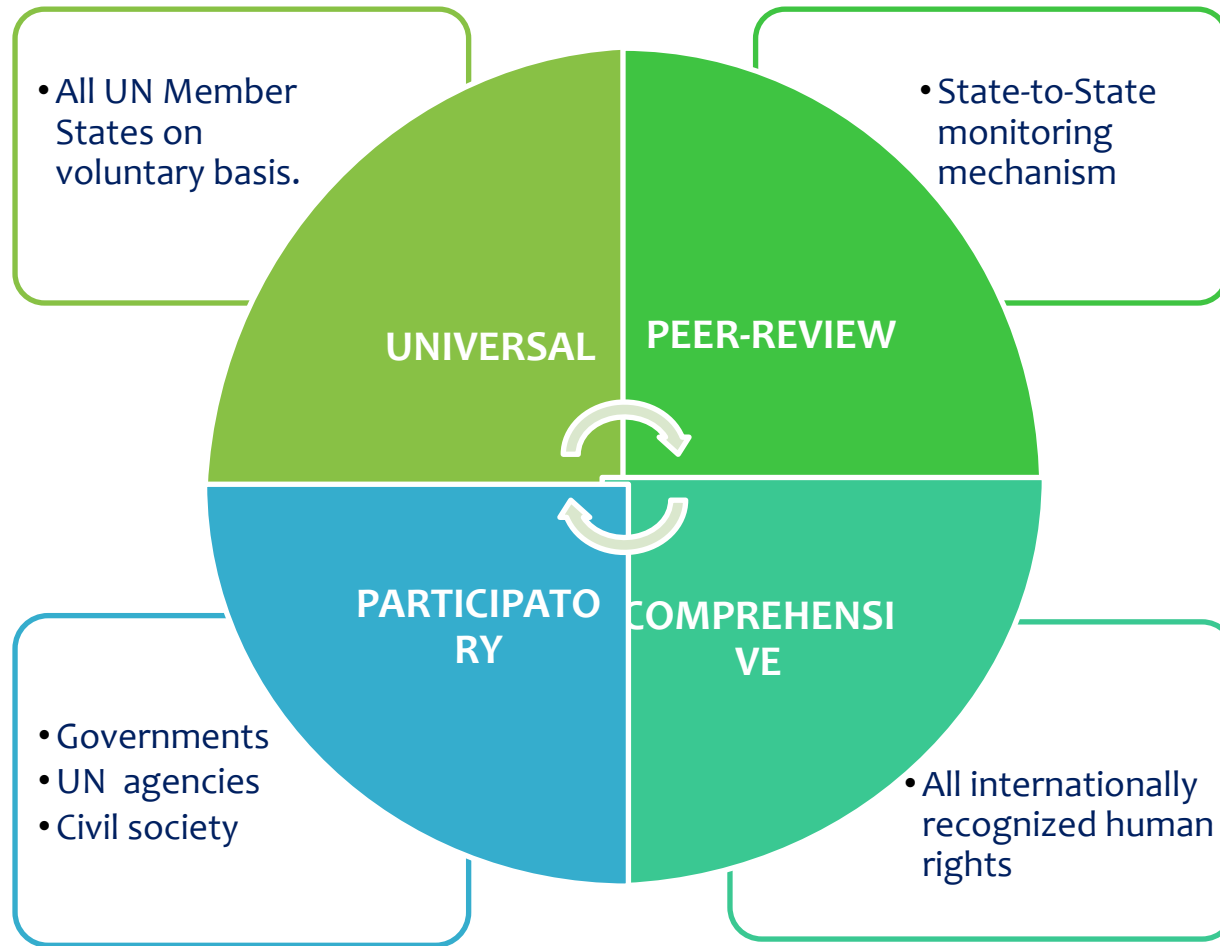 • All UN Member
States on
voluntary basis.
• State-to-State
monitoring
mechanism
UNIVERSAL
PEER-REVIEW
PARTICIPATO
RY
COMPREHENSI
VE
• Governments
• UN agencies
• Civil society
• All internationally
recognized human
rights